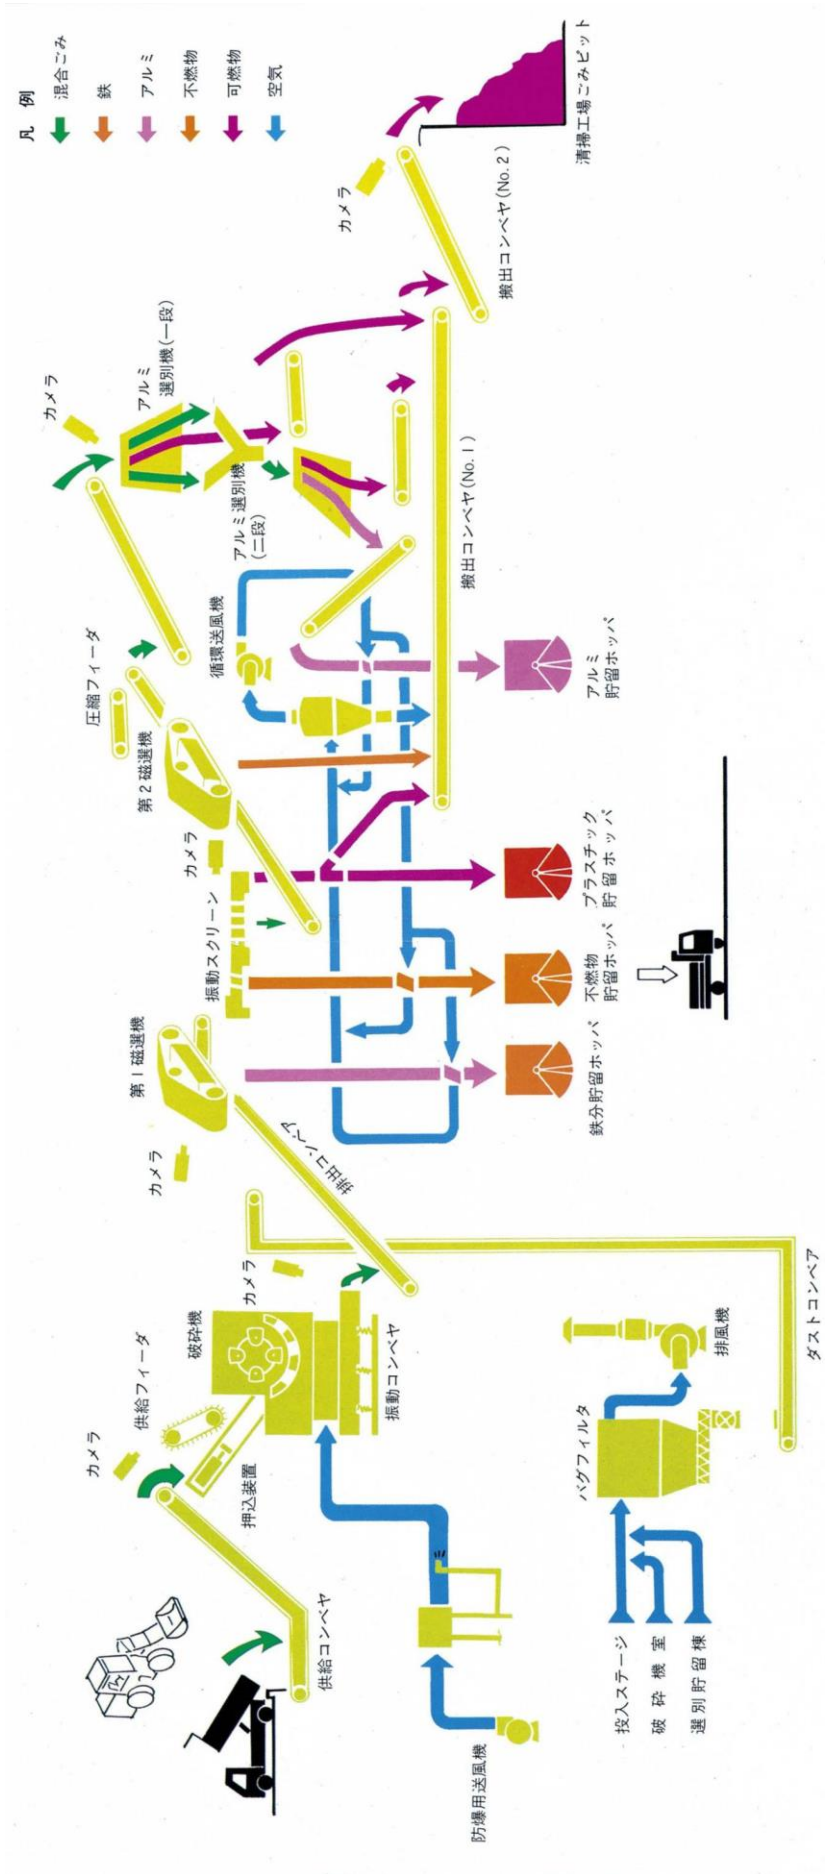 凡 例
混合ごみ
鉄
アルミ
不燃物
可燃物
空気
カメラ
供給コンベヤ
供給フィーダ
押込装置
破砕機
カメラ
振動コンベヤ
防爆用送風機
投入ステージ
破 砕 機 室
選別貯留棟
バグフィルタ
排風機
ダストコンベア
カメラ
排出コンベア
第1磁選機
振動スクリーン
カメラ
第2磁選機
圧縮フィーダ
循環送風機
カメラ
アルミ
選別機(一段)
アルミ選別機
(二段)
鉄分貯留ホッパ
不燃物
貯留ホッパ
プラスチック
貯 留 ホ ッ パ
アルミ
貯留ホッパ
搬出コンベヤ(No.1)
カメラ
搬出コンベヤ(No.2)
清掃工場ごみピット